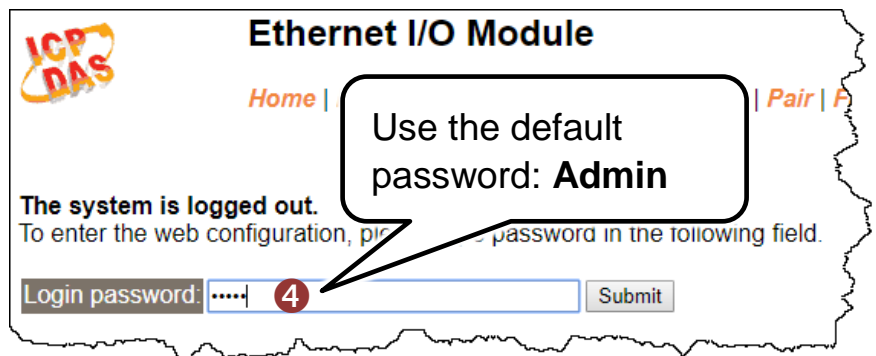 ICP DAS
Ethernet I/O Module
Home | | Pair | F
Use the default
password: Admin
The system is logged out.
To enter the web configuration, password in the following field.
Login password: ••••• 4 Submit